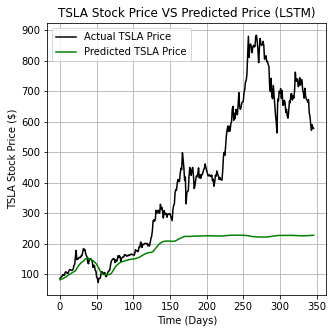 TSLA Stock Price VS Predicted Price (LSTM)
Actual TSLA Price
Predicted TSLA Price
TSLA Stock Price ($)
900
800
700
600
500
400
300
200
100
0 50 100 150 200 250 300 350
Time (Days)